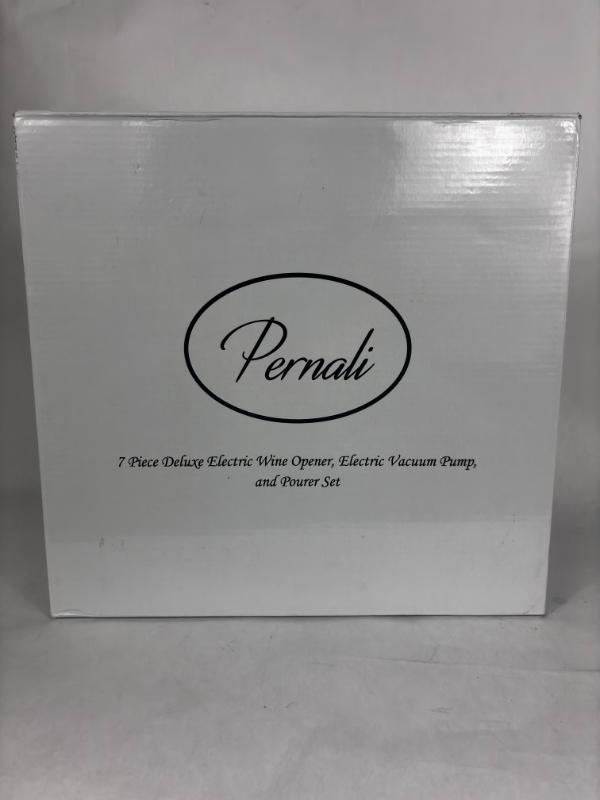 Pernali
7 Piece Deluxe Electric Wine Opener, Electric Vacuum Pump,
and Pourer Set